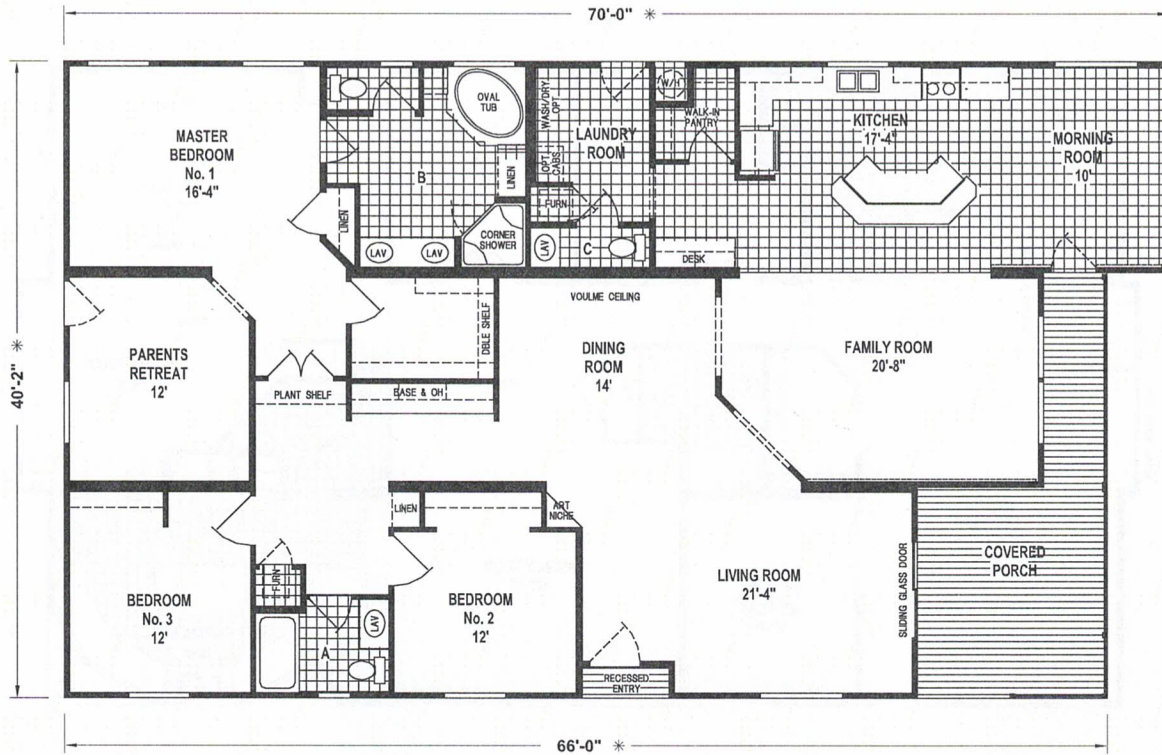 70'-0" ✳
40'-2" ✳
MASTER
BEDROOM
No. 1
16'-4"
OVAL
TUB
WASH/DRY
OPT
LAUNDRY
ROOM
OPT
CABS.
W/H
WALK-IN
PANTRY
KITCHEN
17'-4"
MORNING
ROOM
10'
B
LINEN
LINEN
FURN
CORNER
SHOWER
LAV
LAV
LAV
C
DESK
PARENTS
RETREAT
12'
PLANT SHELF
DBLE SHELF
BASE & OH
VOULME CEILING
DINING
ROOM
14'
FAMILY ROOM
20'-8"
LINEN
ART
NICHE
BEDROOM
No. 3
12'
FURN
A
LAV
BEDROOM
No. 2
12'
LIVING ROOM
21'-4"
SLIDING GLASS DOOR
COVERED
PORCH
RECESSED
ENTRY
66'-0" ✳